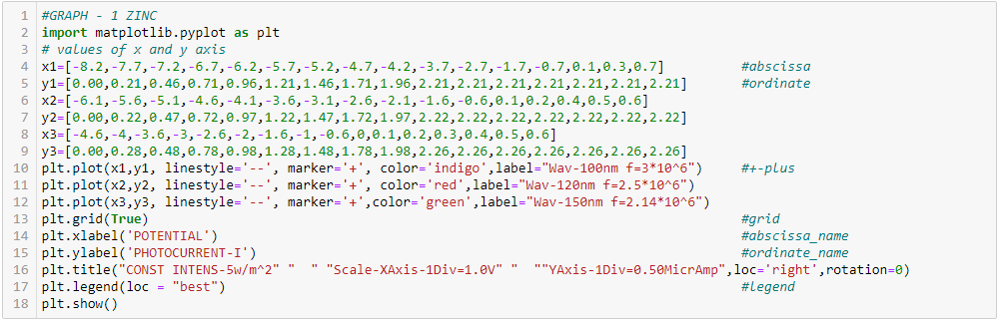 1 #GRAPH - 1 ZINC
2 import matplotlib.pyplot as plt
3 # values of x and y axis
4 x1=[-8.2,-7.7,-7.2,-6.7,-6.2,-5.7,-5.2,-4.7,-4.2,-3.7,-2.7,-1.7,-0.7,0.1,0.3,0.7] #abscissa
5 y1=[0.00,0.21,0.46,0.71,0.96,1.21,1.46,1.71,1.96,2.21,2.21,2.21,2.21,2.21,2.21,2.21] #ordinate
6 x2=[-6.1,-5.6,-5.1,-4.6,-4.1,-3.6,-3.1,-2.6,-2.1,-1.6,-0.6,0.1,0.2,0.4,0.5,0.6]
7 y2=[0.00,0.22,0.47,0.72,0.97,1.22,1.47,1.72,1.97,2.22,2.22,2.22,2.22,2.22,2.22,2.22]
8 x3=[-4.6,-4,-3.6,-3,-2.6,-2,-1.6,-1,-0.6,0,0.1,0.2,0.3,0.4,0.5,0.6]
9 y3=[0.00,0.28,0.48,0.78,0.98,1.28,1.48,1.78,1.98,2.26,2.26,2.26,2.26,2.26,2.26,2.26]
10 plt.plot(x1,y1, linestyle='--', marker='+', color='indigo',label="Wav-100nm f=3*10^6") #+-plus
11 plt.plot(x2,y2, linestyle='--', marker='+', color='red',label="Wav-120nm f=2.5*10^6")
12 plt.plot(x3,y3, linestyle='--', marker='+',color='green',label="Wav-150nm f=2.14*10^6")
13 plt.grid(True) #grid
14 plt.xlabel('POTENTIAL') #abscissa_name
15 plt.ylabel('PHOTOCURRENT-I') #ordinate_name
16 plt.title("CONST INTENS-5w/m^2" "  " "Scale-XAxis-1Div=1.0V" "  ""YAxis-1Div=0.50MicrAmp",loc='right',rotation=0)
17 plt.legend(loc = "best") #legend
18 plt.show()